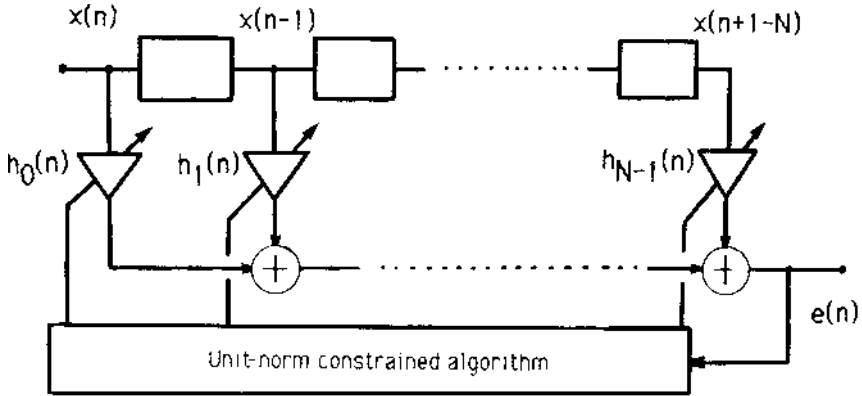 x(n)
x(n-1)
x(n+1-N)
h0(n)
h1(n)
hN-1(n)
+
+
e(n)
Unit-norm constrained algorithm